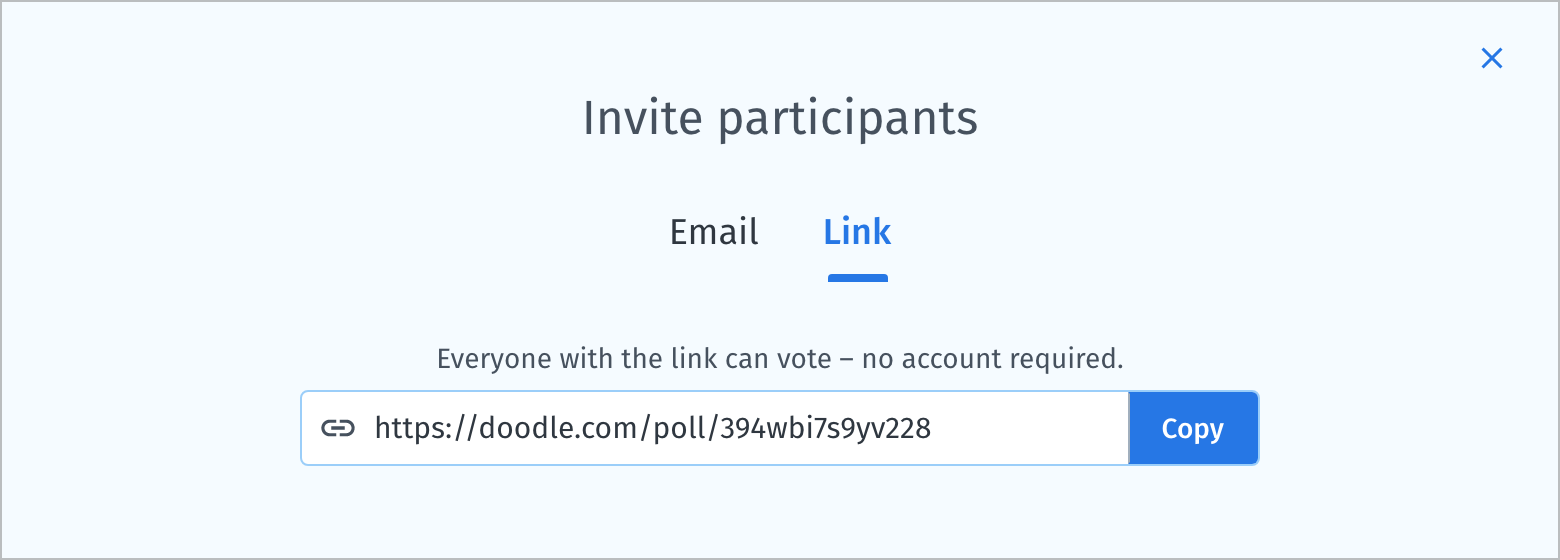 Invite participants
Email Link
Everyone with the link can vote – no account required.
https://doodle.com/poll/394wbi7s9yv228 Copy